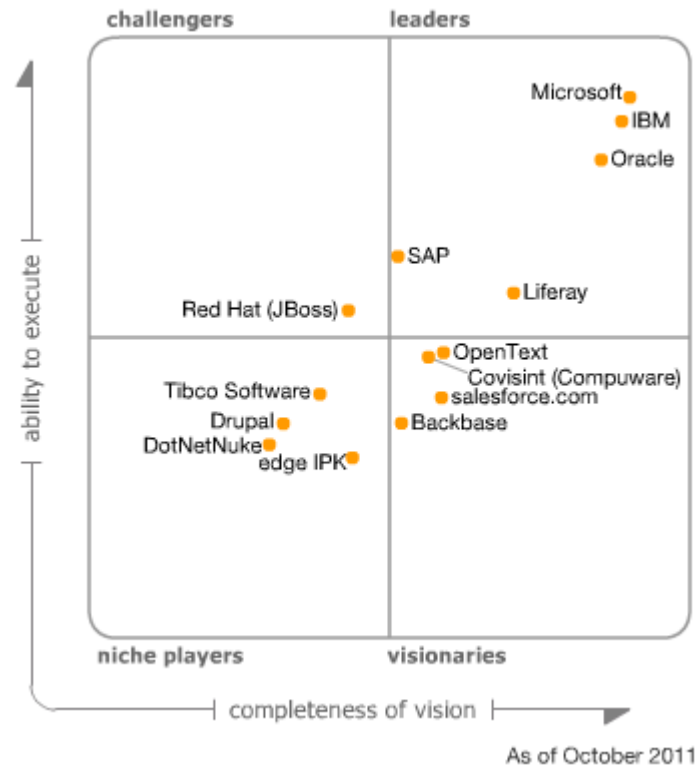 challengers
leaders
Microsoft
IBM
Oracle
SAP
Liferay
Red Hat (JBoss)
OpenText
Covisint (Compuware)
Tibco Software
salesforce.com
Drupal
Backbase
DotNetNuke
edge IPK
ability to execute
niche players
visionaries
completeness of vision
As of October 2011